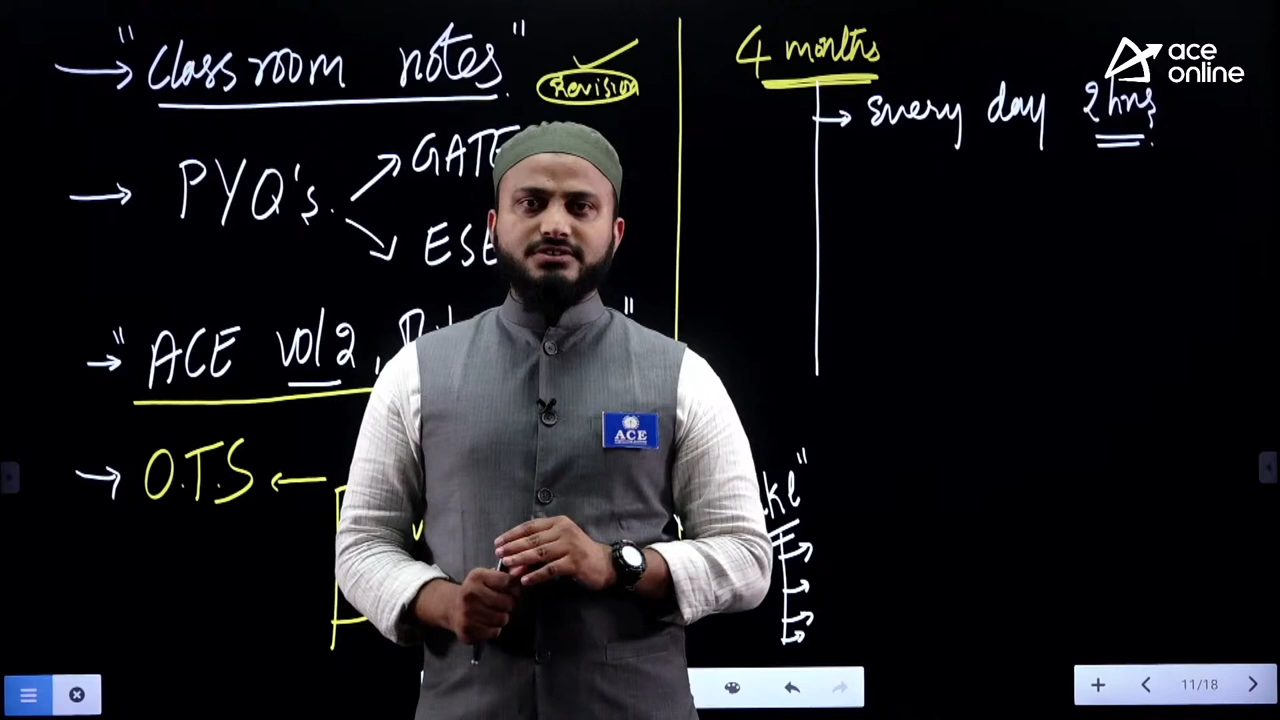 "Classroom notes".
Revision
→ PYQ's.
GATE
ESE
→ "ACE vol 2,
"
→ O.T.S ←
4 months
→ every day 2 hrs
ace
online
ACE
11/18